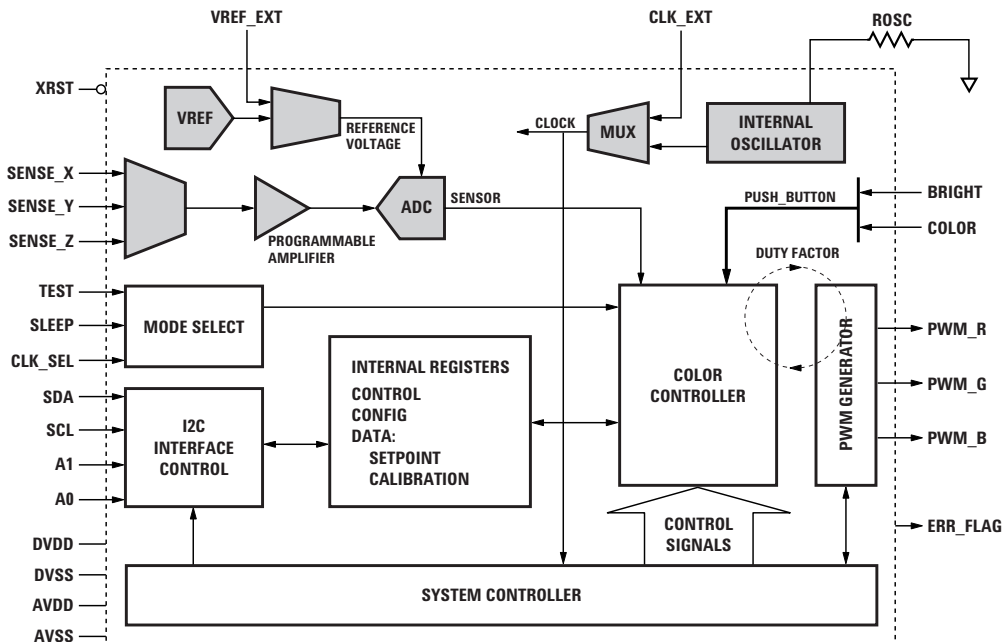 VREF_EXT
CLK_EXT
ROSC
XRST
VREF
REFERENCE
VOLTAGE
CLOCK
MUX
INTERNAL
OSCILLATOR
SENSE_X
SENSE_Y
SENSE_Z
PROGRAMMABLE
AMPLIFIER
ADC
SENSOR
PUSH_BUTTON
BRIGHT
COLOR
DUTY FACTOR
TEST
SLEEP
CLK_SEL
MODE SELECT
SDA
SCL
A1
A0
I2C
INTERFACE
CONTROL
INTERNAL REGISTERS
CONTROL
CONFIG
DATA:
SETPOINT
CALIBRATION
COLOR
CONTROLLER
PWM GENERATOR
PWM_R
PWM_G
PWM_B
CONTROL
SIGNALS
ERR_FLAG
DVDD
DVSS
AVDD
AVSS
SYSTEM CONTROLLER